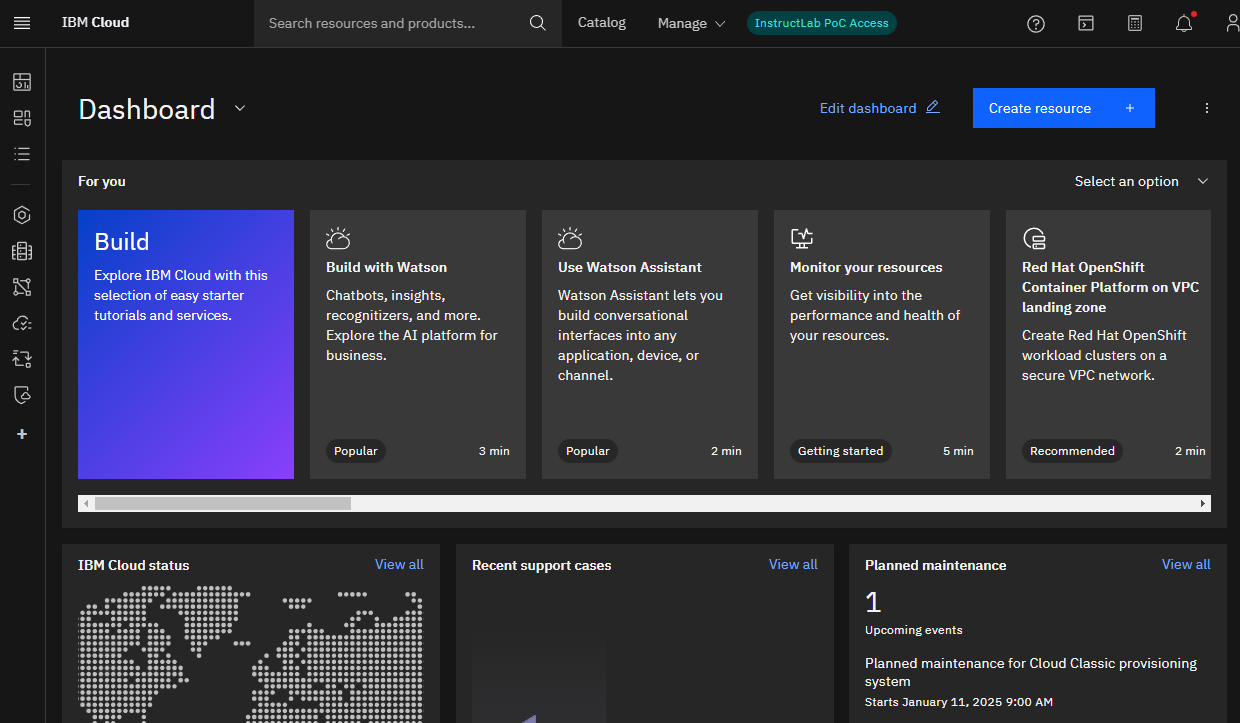 IBM Cloud
Search resources and products...
Catalog
Manage
InstructLab PoC Access
Dashboard
Edit dashboard
Create resource
+
For you
Select an option
Build
Explore IBM Cloud with this
selection of easy starter
tutorials and services.
Build with Watson
Chatbots, insights,
recognizers, and more.
Explore the AI platform for
business.
Popular
3 min
Use Watson Assistant
Watson Assistant lets you
build conversational
interfaces into any
application, device, or
channel.
Popular
2 min
Monitor your resources
Get visibility into the
performance and health of
your resources.
Getting started
5 min
Red Hat OpenShift
Container Platform on VPC
landing zone
Create Red Hat OpenShift
workload clusters on a
secure VPC network.
Recommended
2 min
IBM Cloud status
View all
Recent support cases
View all
Planned maintenance
View all
1
Upcoming events
Planned maintenance for Cloud Classic provisioning
system
Starts January 11, 2025 9:00 AM